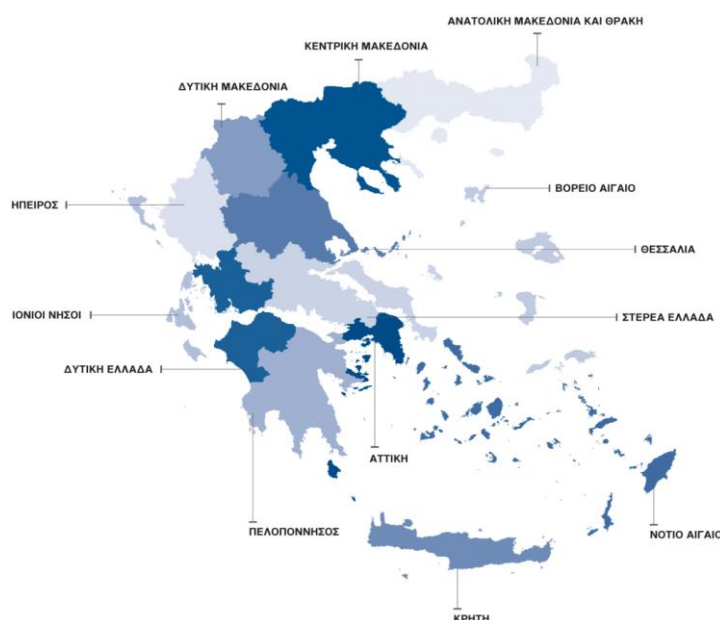 ΑΝΑΤΟΛΙΚΗ ΜΑΚΕΔΟΝΙΑ ΚΑΙ ΘΡΑΚΗ
ΚΕΝΤΡΙΚΗ ΜΑΚΕΔΟΝΙΑ
ΔΥΤΙΚΗ ΜΑΚΕΔΟΝΙΑ
ΒΟΡΕΙΟ ΑΙΓΑΙΟ
ΗΠΕΙΡΟΣ
ΘΕΣΣΑΛΙΑ
ΙΟΝΙΟΙ ΝΗΣΟΙ
ΣΤΕΡΕΑ ΕΛΛΑΔΑ
ΔΥΤΙΚΗ ΕΛΛΑΔΑ
ΑΤΤΙΚΗ
ΠΕΛΟΠΟΝΝΗΣΟΣ
ΝΟΤΙΟ ΑΙΓΑΙΟ
ΚΡΗΤΗ